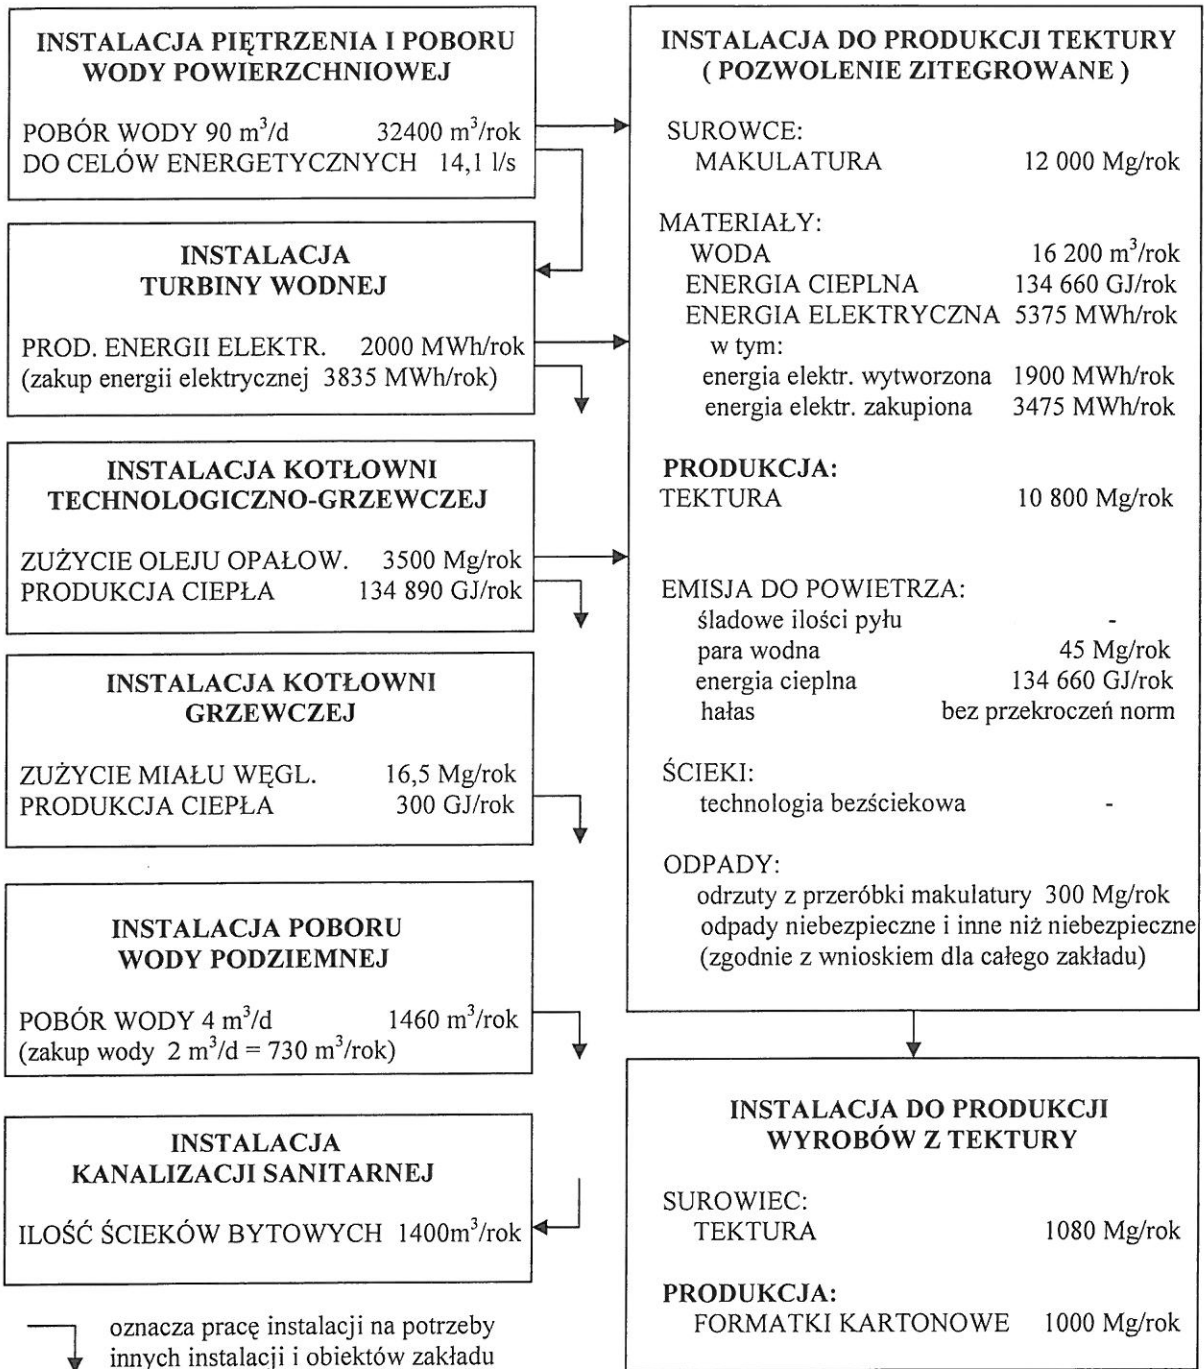 INSTALACJA PIĘTRZENIA I POBORU
WODY POWIERZCHNIOWEJ
POBÓR WODY 90 m³/d 32400 m³/rok
DO CELÓW ENERGETYCZNYCH 14,1 l/s
INSTALACJA
TURBINY WODNEJ
PROD. ENERGII ELEKTR. 2000 MWh/rok
(zakup energii elektrycznej 3835 MWh/rok)
INSTALACJA KOTŁOWNI
TECHNOLOGICZNO-GRZEWCZEJ
ZUŻYCIE OLEJU OPAŁOW. 3500 Mg/rok
PRODUKCJA CIEPŁA 134 890 GJ/rok
INSTALACJA KOTŁOWNI
GRZEWCZEJ
ZUŻYCIE MIAŁU WĘGL. 16,5 Mg/rok
PRODUKCJA CIEPŁA 300 GJ/rok
INSTALACJA POBORU
WODY PODZIEMNEJ
POBÓR WODY 4 m³/d 1460 m³/rok
(zakup wody 2 m³/d = 730 m³/rok)
INSTALACJA
KANALIZACJI SANITARNEJ
ILOŚĆ ŚCIEKÓW BYTOWYCH 1400m³/rok
oznacza pracę instalacji na potrzeby
innych instalacji i obiektów zakładu
INSTALACJA DO PRODUKCJI TEKTURY
( POZWOLENIE ZITEGROWANE )
SUROWCE:
MAKULATURA 12 000 Mg/rok
MATERIAŁY:
WODA 16 200 m³/rok
ENERGIA CIEPLNA 134 660 GJ/rok
ENERGIA ELEKTRYCZNA 5375 MWh/rok
w tym:
energia elektr. wytworzona 1900 MWh/rok
energia elektr. zakupiona 3475 MWh/rok
PRODUKCJA:
TEKTURA 10 800 Mg/rok
EMISJA DO POWIETRZA:
śladowe ilości pyłu -
para wodna 45 Mg/rok
energia cieplna 134 660 GJ/rok
hałas bez przekroczeń norm
ŚCIEKI:
technologia bezściekowa -
ODPADY:
odrzuty z przeróbki makulatury 300 Mg/rok
odpady niebezpieczne i inne niż niebezpieczne
(zgodnie z wnioskiem dla całego zakładu)
INSTALACJA DO PRODUKCJI
WYROBÓW Z TEKTURY
SUROWIEC:
TEKTURA 1080 Mg/rok
PRODUKCJA:
FORMATKI KARTONOWE 1000 Mg/rok